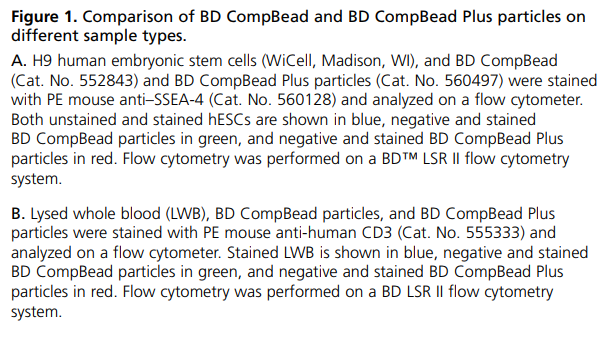 Figure 1. Comparison of BD CompBead and BD CompBead Plus particles on
different sample types.
A. H9 human embryonic stem cells (WiCell, Madison, WI), and BD CompBead
(Cat. No. 552843) and BD CompBead Plus particles (Cat. No. 560497) were stained
with PE mouse anti–SSEA-4 (Cat. No. 560128) and analyzed on a flow cytometer.
Both unstained and stained hESCs are shown in blue, negative and stained
BD CompBead particles in green, and negative and stained BD CompBead Plus
particles in red. Flow cytometry was performed on a BD™ LSR II flow cytometry
system.
B. Lysed whole blood (LWB), BD CompBead particles, and BD CompBead Plus
particles were stained with PE mouse anti-human CD3 (Cat. No. 555333) and
analyzed on a flow cytometer. Stained LWB is shown in blue, negative and stained
BD CompBead particles in green, and negative and stained BD CompBead Plus
particles in red. Flow cytometry was performed on a BD LSR II flow cytometry
system.